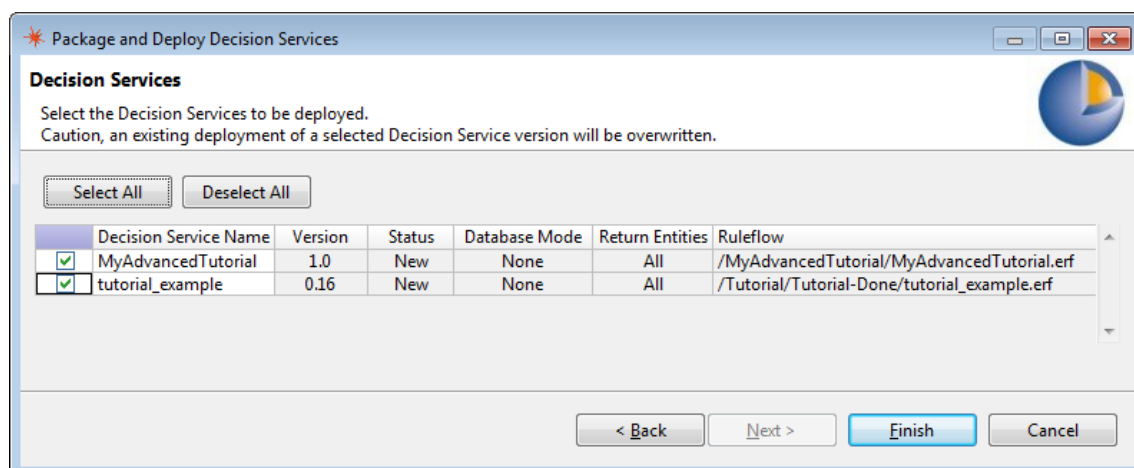 Package and Deploy Decision Services
Decision Services
Select the Decision Services to be deployed.
Caution, an existing deployment of a selected Decision Service version will be overwritten.
Select All Deselect All
Decision Service Name Version Status Database Mode Return Entities Ruleflow
MyAdvancedTutorial 1.0 New None All /MyAdvancedTutorial/MyAdvancedTutorial.erf
tutorial_example 0.16 New None All /Tutorial/Tutorial-Done/tutorial_example.erf
< Back Next > Finish Cancel